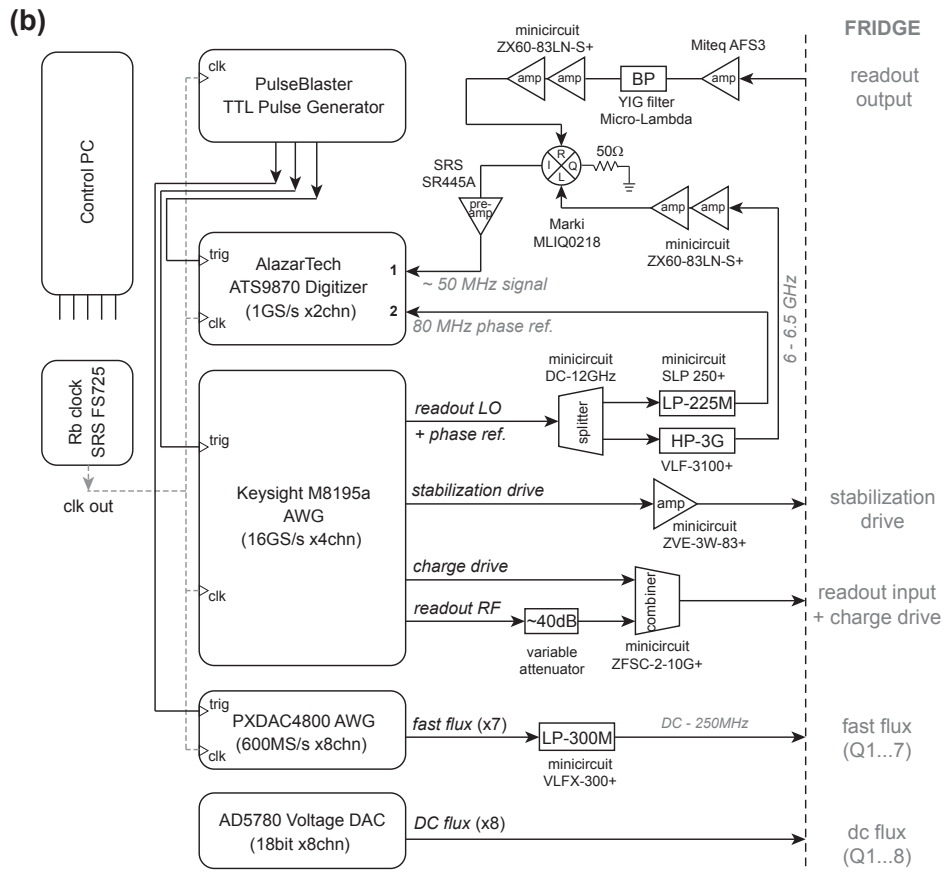 (b)
Control PC
Rb clock
SRS FS725
clk out
clk
PulseBlaster
TTL Pulse Generator
trig
AlazarTech
ATS9870 Digitizer
(1GS/s x2chn)
clk
1
2
~ 50 MHz signal
80 MHz phase ref.
trig
Keysight M8195a
AWG
(16GS/s x4chn)
clk
trig
PXDAC4800 AWG
(600MS/s x8chn)
clk
AD5780 Voltage DAC
(18bit x8chn)
minicircuit
ZX60-83LN-S+
amp
amp
BP
YIG filter
Micro-Lambda
Miteq AFS3
amp
R
I
Q
L
50Ω
SRS
SR445A
pre-
amp
Marki
MLIQ0218
amp
amp
minicircuit
ZX60-83LN-S+
6 - 6.5 GHz
readout LO
+ phase ref.
minicircuit
DC-12GHz
splitter
minicircuit
SLP 250+
LP-225M
HP-3G
VLF-3100+
stabilization drive
amp
minicircuit
ZVE-3W-83+
charge drive
readout RF
~40dB
variable
attenuator
combiner
minicircuit
ZFSC-2-10G+
fast flux (x7)
LP-300M
minicircuit
VLFX-300+
DC - 250MHz
DC flux (x8)
FRIDGE
readout
output
stabilization
drive
readout input
+ charge drive
fast flux
(Q1...7)
dc flux
(Q1...8)